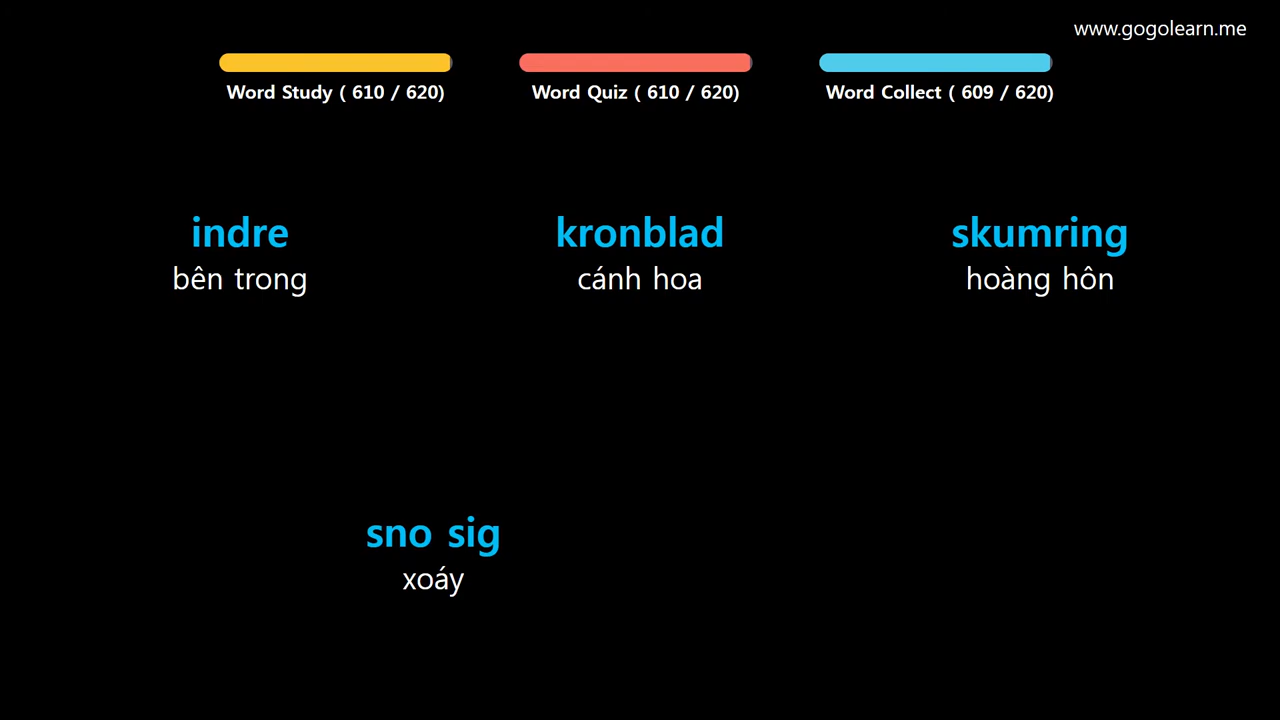 www.gogolearn.me
Word Study ( 610 / 620)
Word Quiz ( 610 / 620)
Word Collect ( 609 / 620)
indre
bên trong
kronblad
cánh hoa
skumring
hoàng hôn
sno sig
xoáy